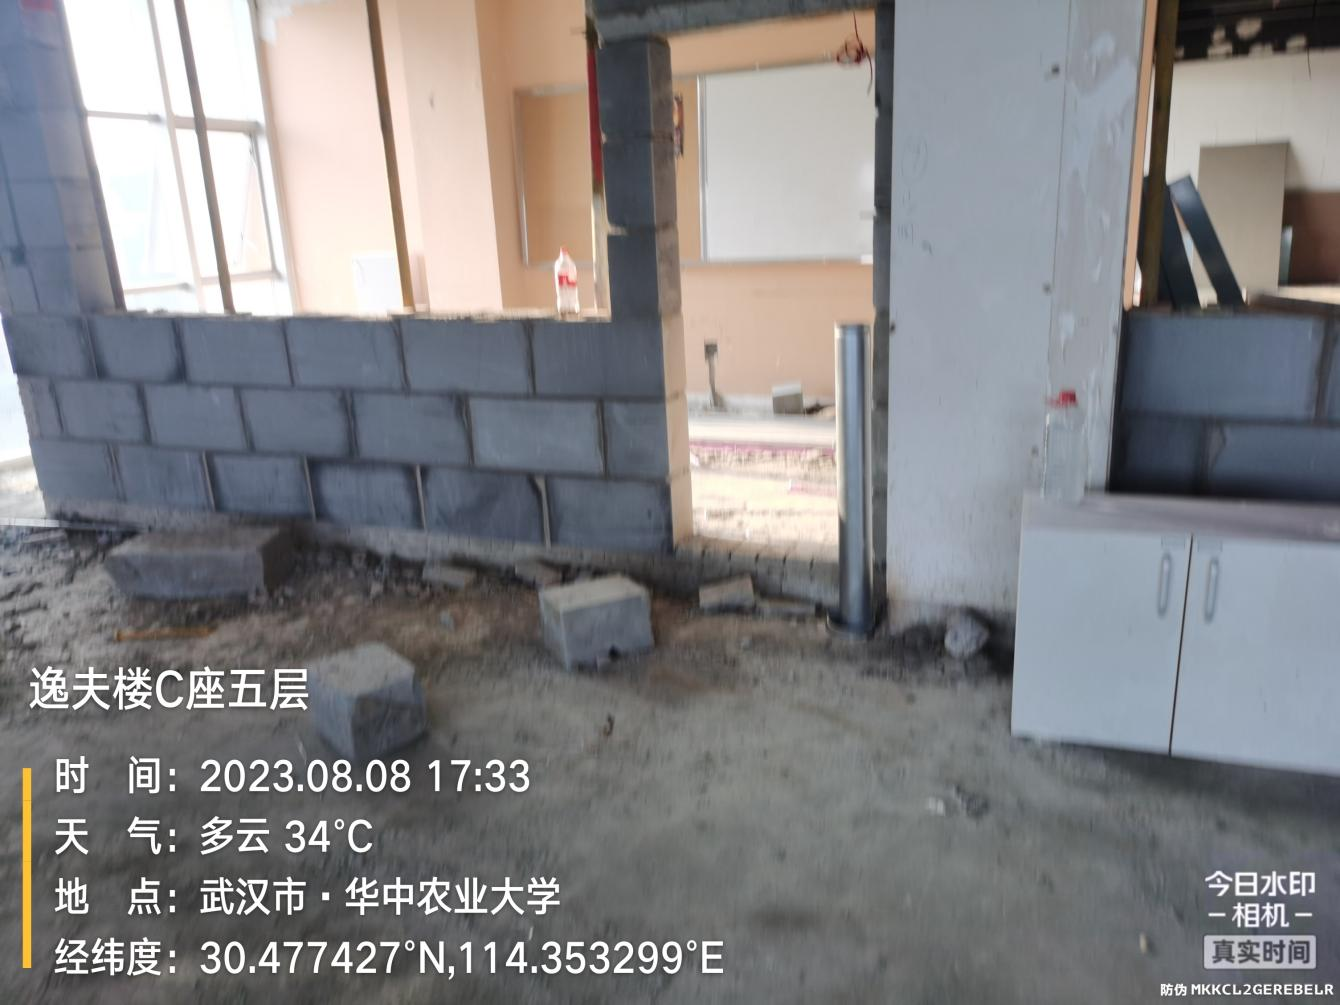 逸夫楼C座五层
时 间：2023.08.08 17:33
天 气：多云 34°C
地 点：武汉市·华中农业大学
经纬度：30.477427°N,114.353299°E
今日水印
-相机-
真实时间
防伪 MKKCL2GEREBELR